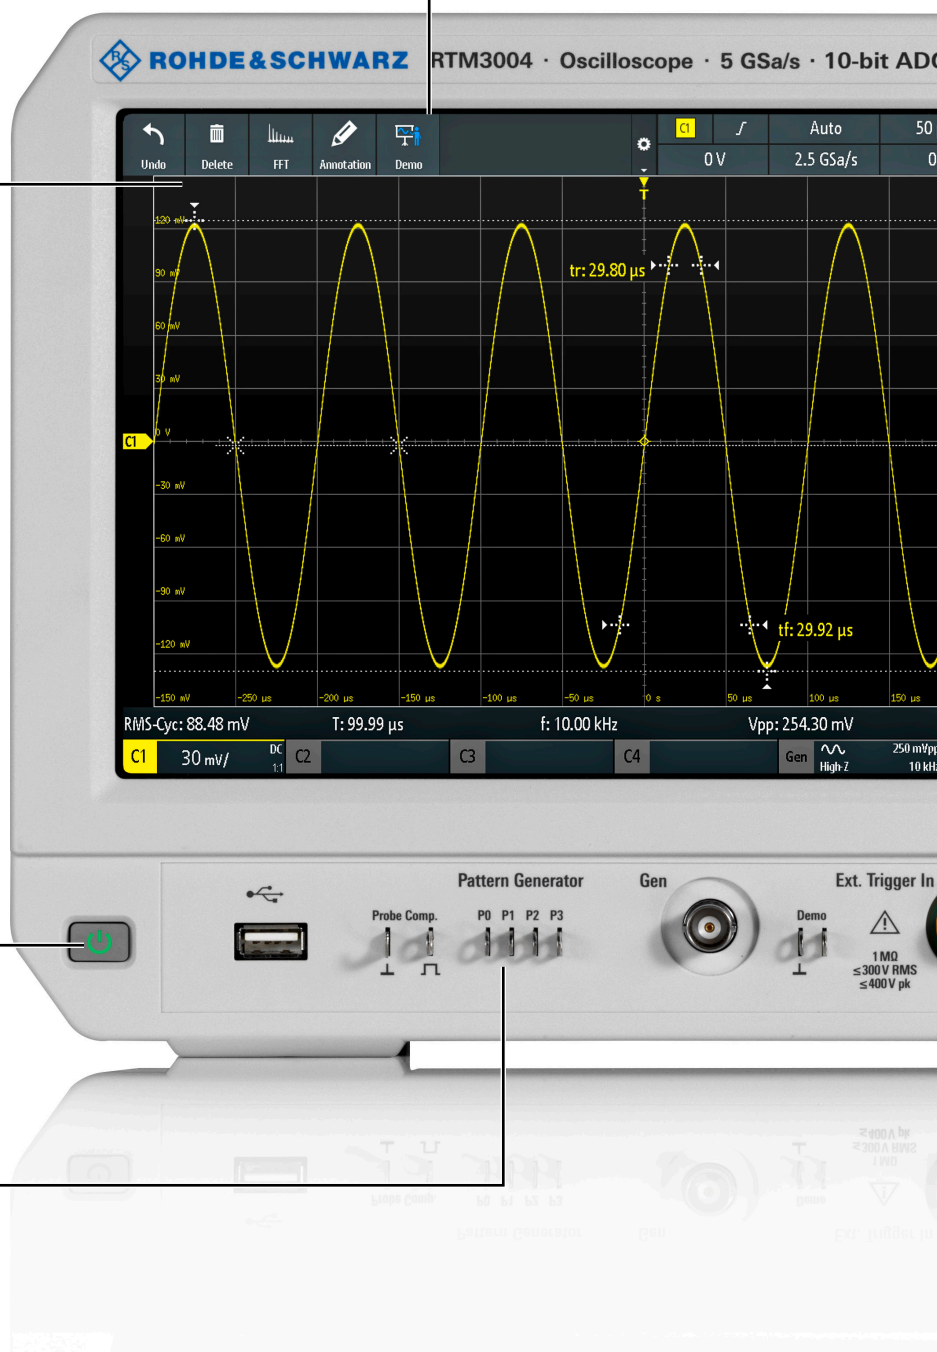 ROHDE & SCHWARZ RTM3004 · Oscilloscope · 5 GSa/s · 10-bit ADC
Undo Delete FFT Annotation Demo
C1 Auto 50
0 V 2.5 GSa/s 0
T
120 mV
90 mV
60 mV
30 mV
0 V
-30 mV
-60 mV
-90 mV
-120 mV
-150 mV
C1
tr: 29.80 µs
tf: 29.92 µs
-250 µs -200 µs -150 µs -100 µs -50 µs 0 s 50 µs 100 µs 150 µs
RMS-Cyc: 88.48 mV T: 99.99 µs f: 10.00 kHz Vpp: 254.30 mV
C1 30 mV/ DC 1:1 C2 C3 C4 Gen High-Z 250 mVpp 10 kHz
Pattern Generator Gen Ext. Trigger In
Probe Comp. P0 P1 P2 P3 Demo
1 MΩ
≤300 V RMS
≤400 V pk